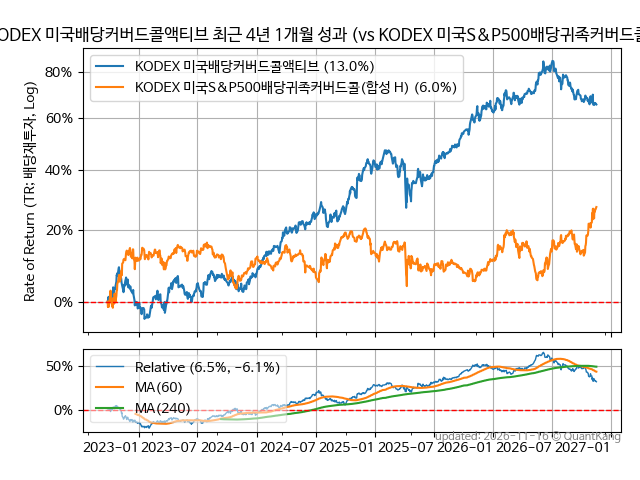 ODEX 미국배당커버드콜액티브 최근 4년 1개월 성과 (vs KODEX 미국S&P500배당귀족커버드콜
KODEX 미국배당커버드콜액티브 (13.0%)
KODEX 미국S&P500배당귀족커버드콜(합성 H) (6.0%)
Rate of Return (TR: 배당재투자, Log)
80%
60%
40%
20%
0%
Relative (6.5%, −6.1%)
MA(60)
MA(240)
50%
0%
2023−01
2023−07
2024−01
2024−07
2025−01
2025−07
2026−01
2026−07
2027−01
© QuantKang